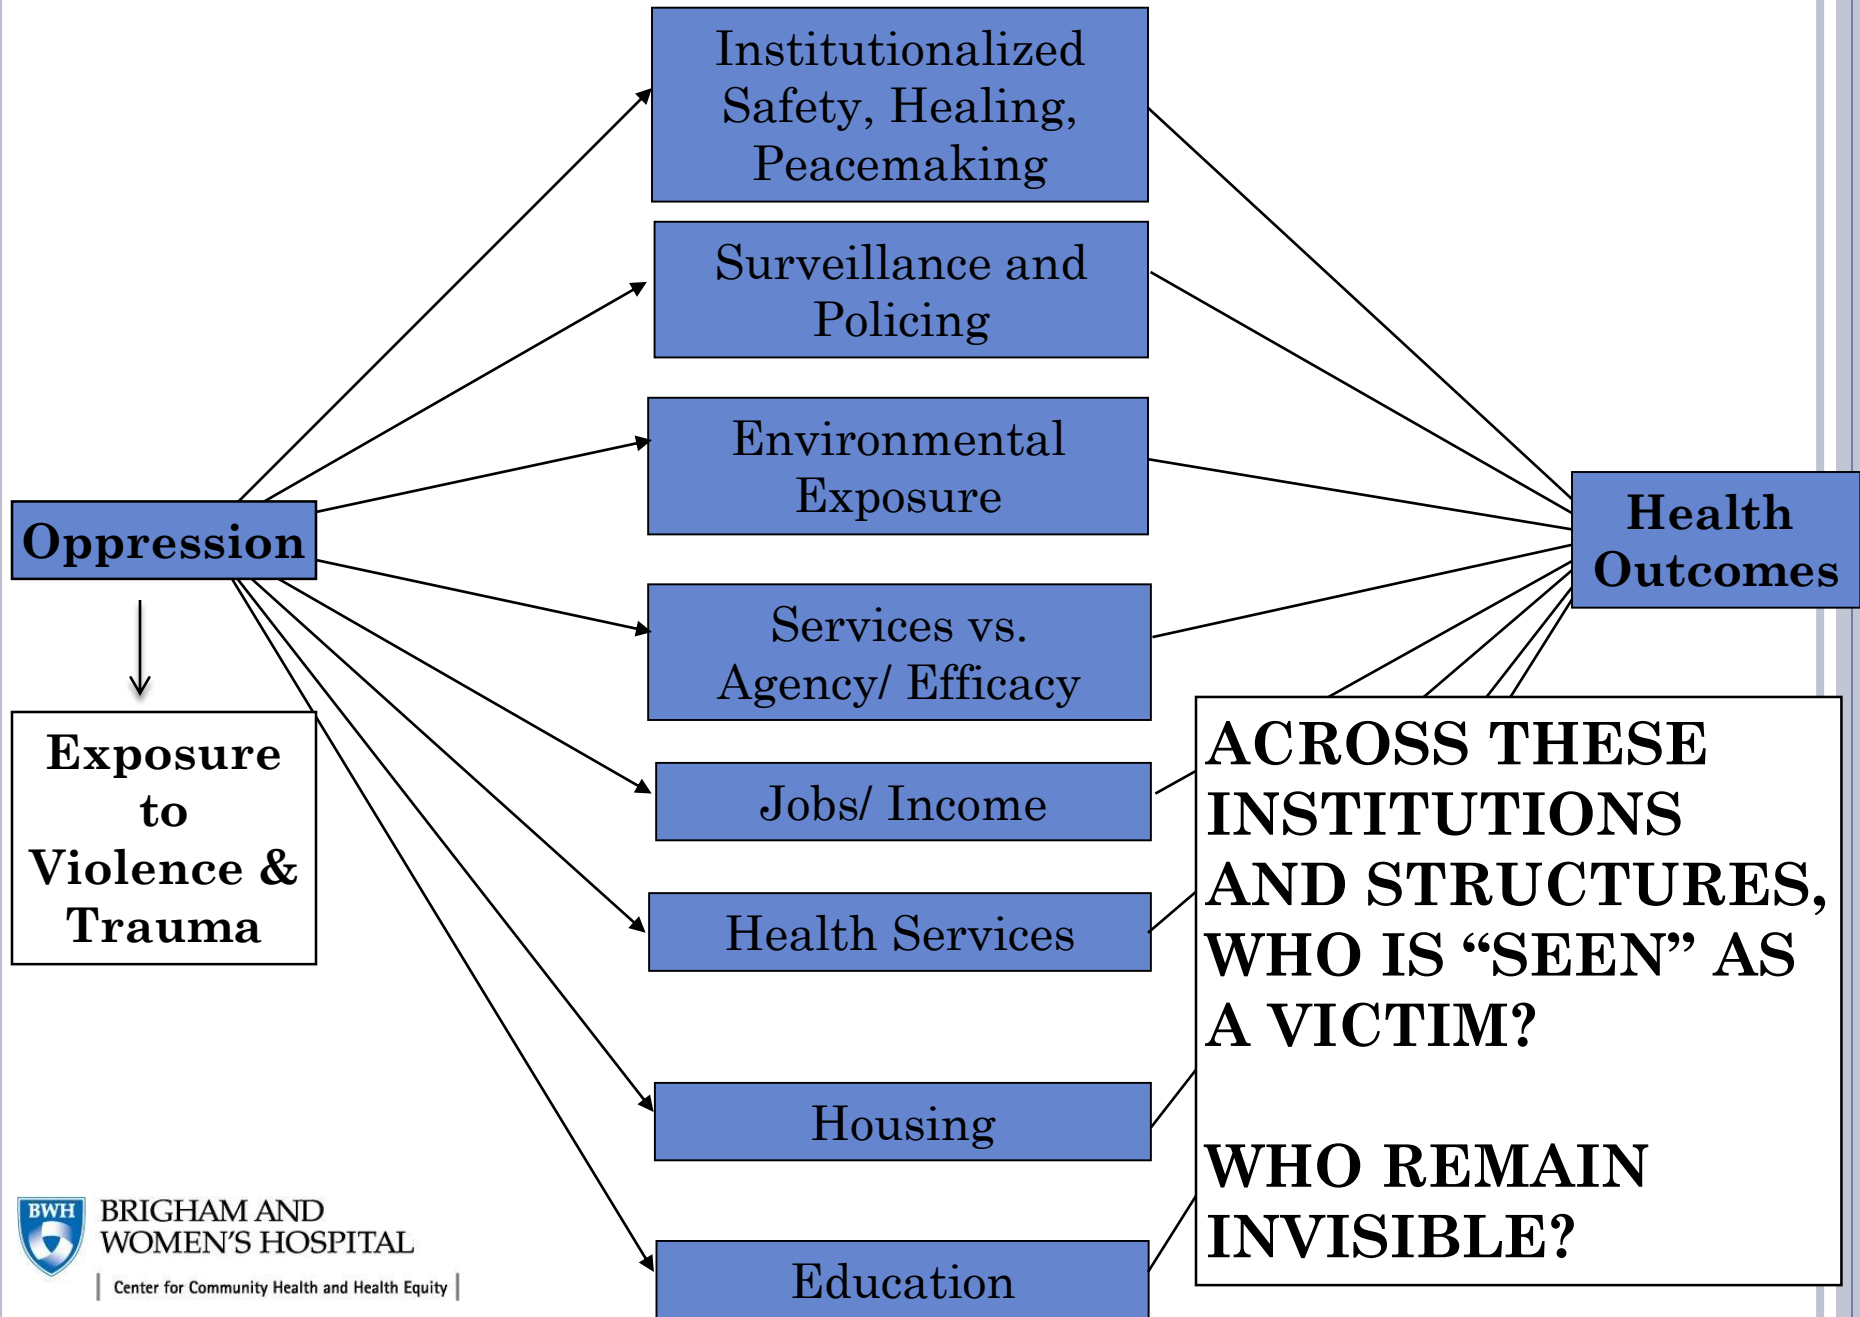 Institutionalized
Safety, Healing,
Peacemaking
Surveillance and
Policing
Environmental
Exposure
Oppression
Health
Outcomes
Services vs.
Agency/ Efficacy
Exposure
to
Violence &
Trauma
Jobs/ Income
Health Services
Housing
Education
ACROSS THESE
INSTITUTIONS
AND STRUCTURES,
WHO IS “SEEN” AS
A VICTIM?
WHO REMAIN
INVISIBLE?
BWH
BRIGHAM AND
WOMEN'S HOSPITAL
Center for Community Health and Health Equity